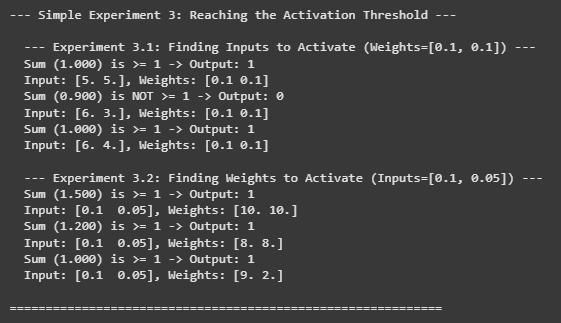 --- Simple Experiment 3: Reaching the Activation Threshold ---
--- Experiment 3.1: Finding Inputs to Activate (Weights=[0.1, 0.1]) ---
Sum (1.000) is >= 1 -> Output: 1
Input: [5. 5.], Weights: [0.1 0.1]
Sum (0.900) is NOT >= 1 -> Output: 0
Input: [6. 3.], Weights: [0.1 0.1]
Sum (1.000) is >= 1 -> Output: 1
Input: [6. 4.], Weights: [0.1 0.1]
--- Experiment 3.2: Finding Weights to Activate (Inputs=[0.1, 0.05]) ---
Sum (1.500) is >= 1 -> Output: 1
Input: [0.1  0.05], Weights: [10. 10.]
Sum (1.200) is >= 1 -> Output: 1
Input: [0.1  0.05], Weights: [8. 8.]
Sum (1.000) is >= 1 -> Output: 1
Input: [0.1  0.05], Weights: [9. 2.]
============================================================